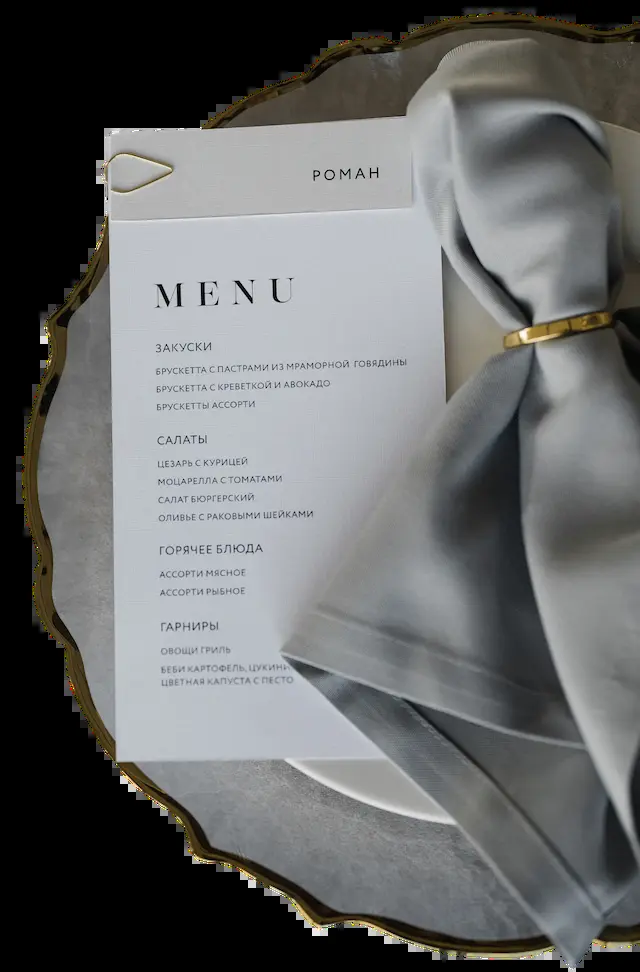 РОМАН
MENU
ЗАКУСКИ
БРУСКЕТТА С ПАСТРАМИ ИЗ МРАМОРНОЙ ГОВЯДИНЫ
БРУСКЕТТА С КРЕВЕТКОЙ И АВОКАДО
БРУСКЕТТЫ АССОРТИ
САЛАТЫ
ЦЕЗАРЬ С КУРИЦЕЙ
МОЦАРЕЛЛА С ТОМАТАМИ
САЛАТ БЮРГЕРСКИЙ
ОЛИВЬЕ С РАКОВЫМИ ШЕЙКАМИ
ГОРЯЧЕЕ БЛЮДА
АССОРТИ МЯСНОЕ
АССОРТИ РЫБНОЕ
ГАРНИРЫ
ОВОЩИ ГРИЛЬ
БЕБИ КАРТОФЕЛЬ,
ЦВЕТНАЯ КАПУСТА С ПЕСТО